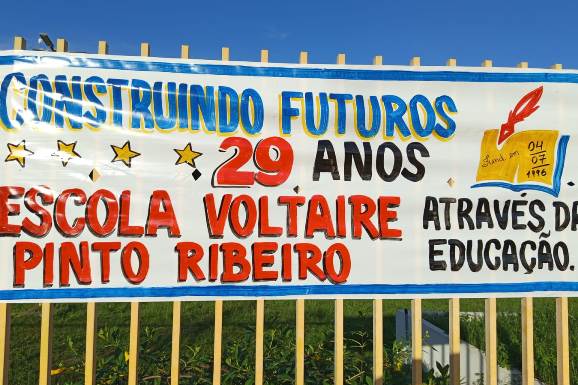 CONSTRUINDO FUTUROS
29 ANOS
ESCOLA VOLTAIRE
PINTO RIBEIRO
ATRAVÉS DA
EDUCAÇÃO.
04
07
1996